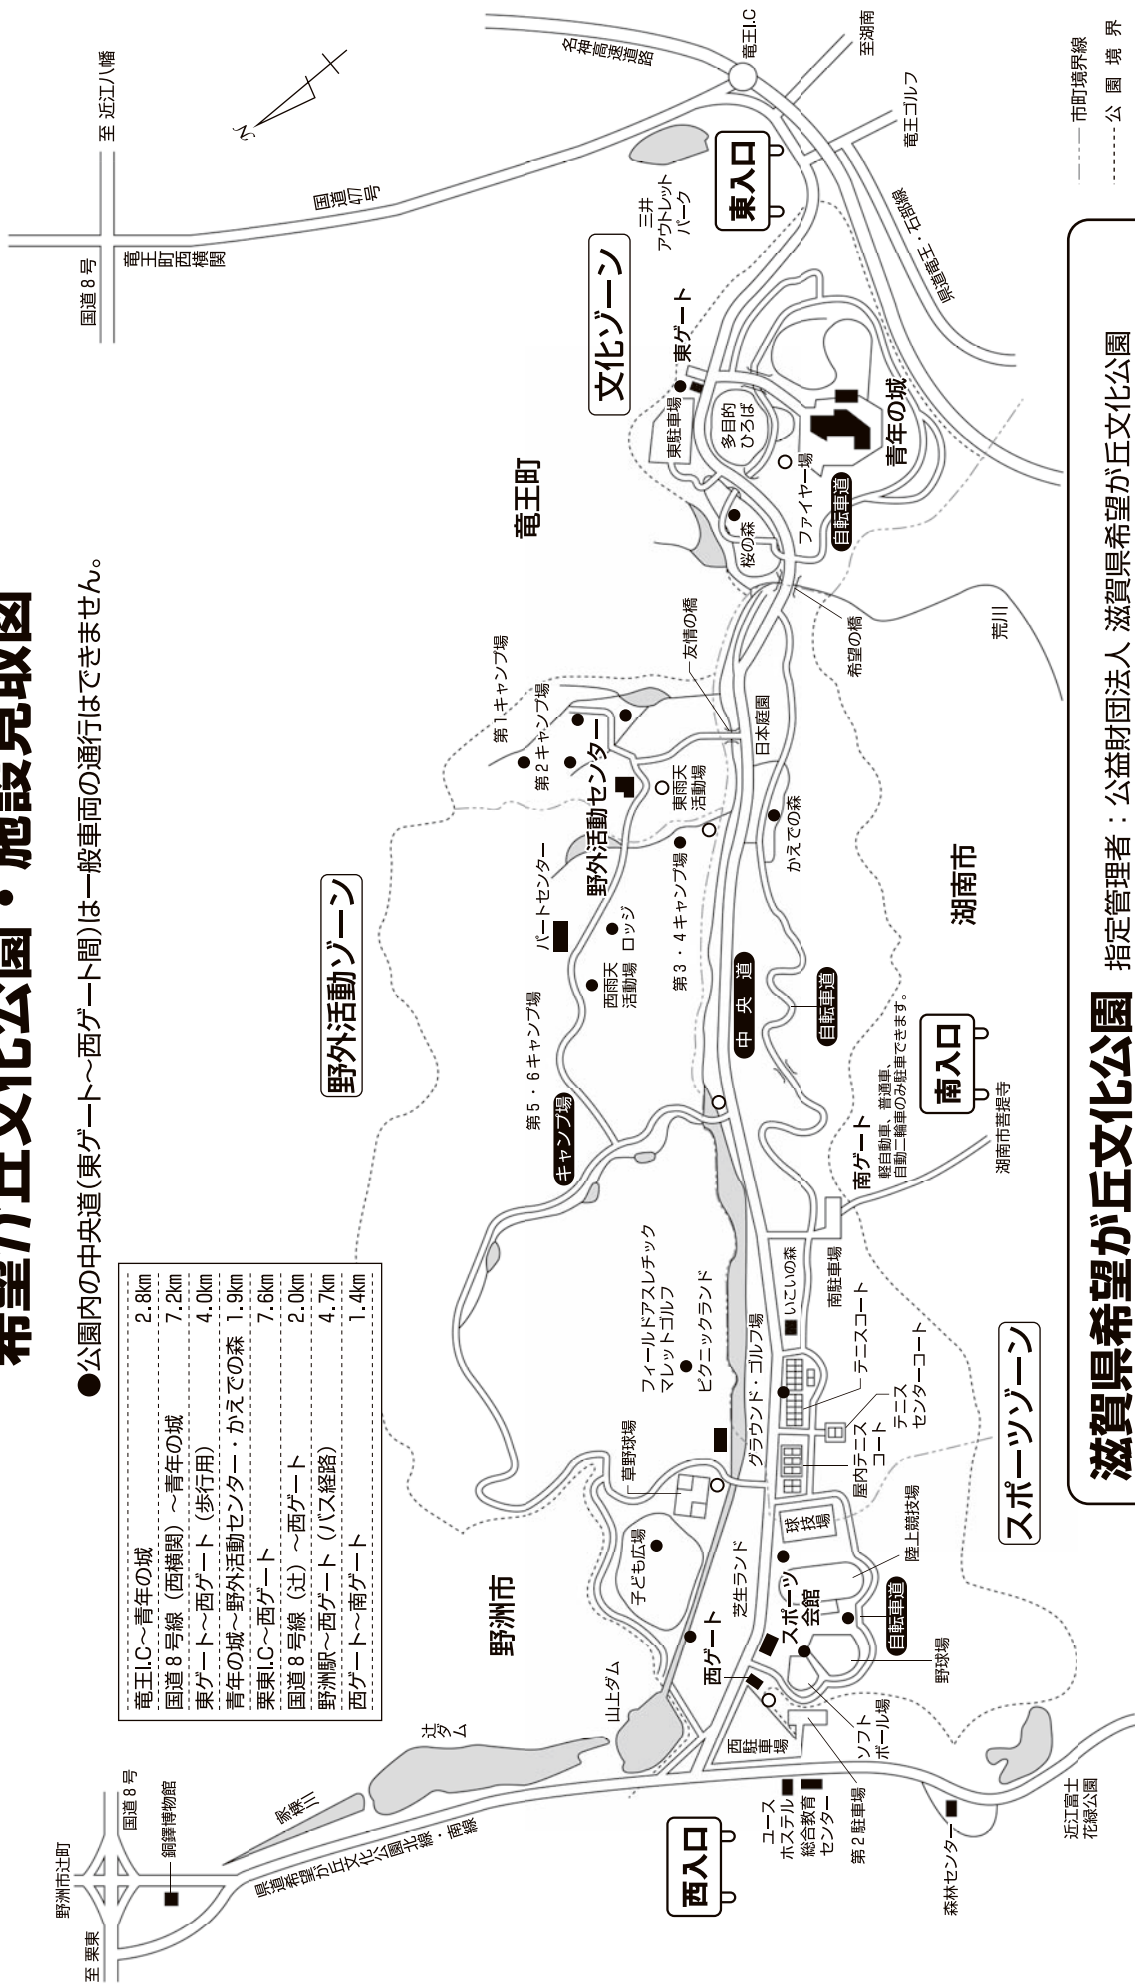 希望が丘文化公園・施設見取図
●公園内の中央道(東ゲート〜西ゲート間)は一般車両の通行はできません。
竜王I.C〜青年の城 2.8km
国道8号線（西横関）〜青年の城 7.2km
東ゲート〜西ゲート（歩行用） 4.0km
青年の城〜野外活動センター・かえでの森 1.9km
栗東I.C〜西ゲート 7.6km
国道8号線（辻）〜西ゲート 2.0km
野洲駅〜西ゲート（バス経路） 4.7km
西ゲート〜南ゲート 1.4km
野洲市辻町
国道8号
至 栗東
銅鐸博物館
家棟川
辻ダム
県道希望が丘文化公園北線・南線
山上ダム
西入口
国道8号
至 近江八幡
竜王町西横関
国道477号
名神高速道路
竜王I.C
至湖南
竜王ゴルフ
県道竜王・石部線
三井
アウトレット
パーク
東入口
N
野外活動ゾーン
竜王町
文化ゾーン
東ゲート
東駐車場
多目的
ひろば
青年の城
ファイヤー場
自転車道
桜の森
希望の橋
友情の橋
荒川
第1キャンプ場
第2キャンプ場
野外活動センター
東雨天
活動場
日本庭園
かえでの森
パートセンター
ロッジ
西雨天
活動場
第3・4キャンプ場
第5・6キャンプ場
キャンプ場
中央道
自転車道
湖南市
南入口
南ゲート
軽自動車、普通車、
自動二輪車のみ駐車できます。
湖南市菩提寺
南駐車場
いこいの森
フィールドアスレチック
マレットゴルフ
ピクニックランド
グラウンド・ゴルフ場
テニスコート
テニス
センターコート
屋内テニス
コート
草野球場
子ども広場
野洲市
芝生ランド
球技場
陸上競技場
スポーツゾーン
スポーツ
会館
自転車道
野球場
ソフト
ボール場
西ゲート
西駐車場
第2駐車場
ユース
ホステル
総合教育
センター
森林センター
近江富士
花緑公園
市町境界線
公園境界
滋賀県希望が丘文化公園 指定管理者：公益財団法人 滋賀県希望が丘文化公園